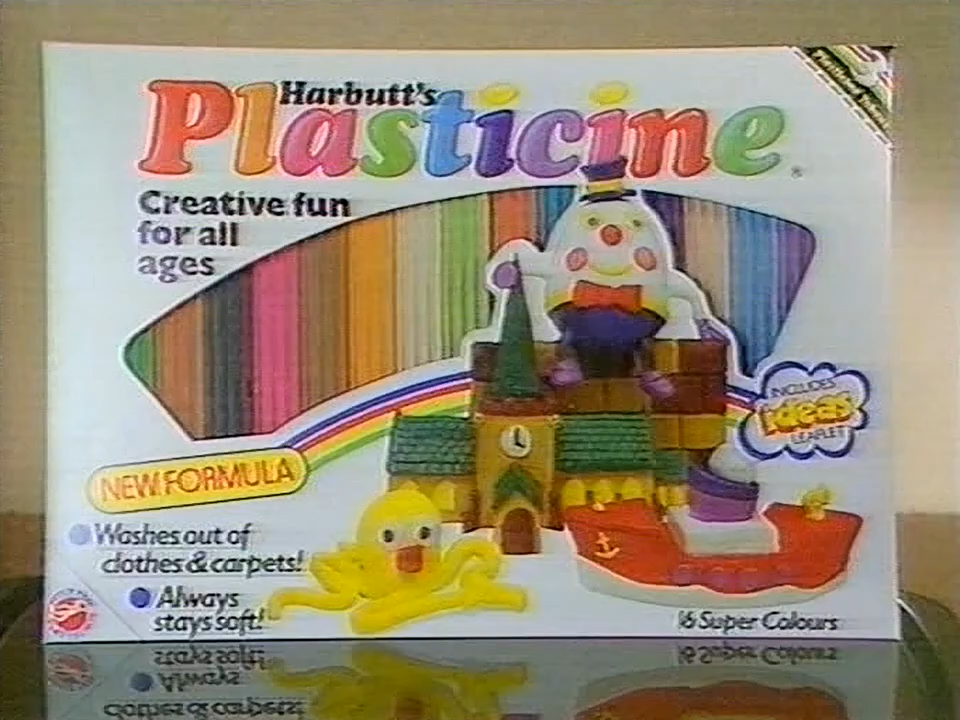 Harbutt's
Plasticine®
Creative fun
for all
ages
INCLUDES
ideas
LEAFLET
NEW FORMULA
Washes out of
clothes & carpets!
Always
stays soft!
16 Super Colours